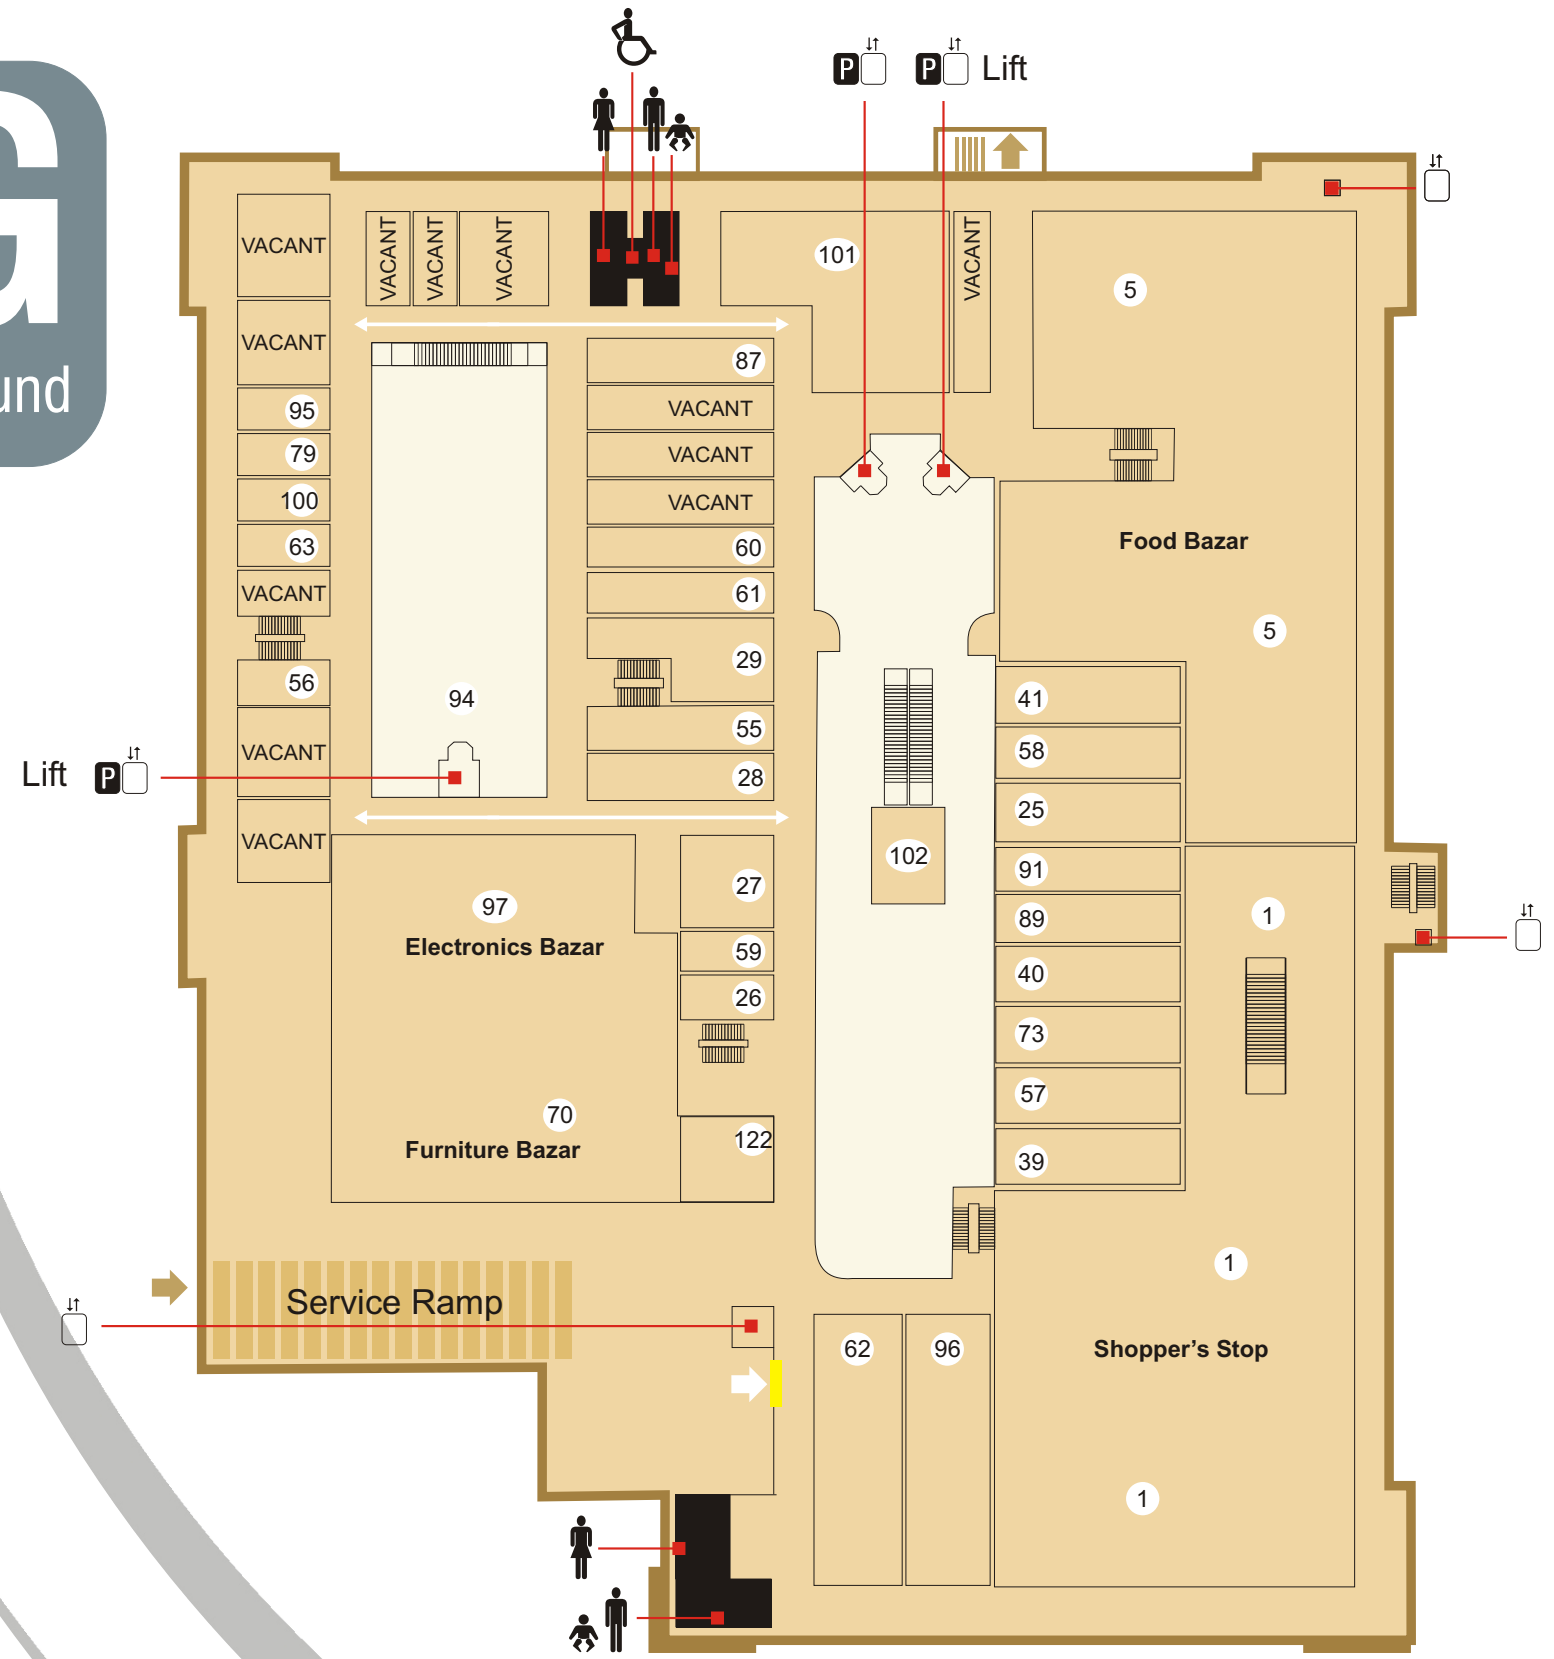 G
und
P
P Lift
VACANT
VACANT
VACANT
VACANT
101
VACANT
5
VACANT
87
95
VACANT
79
VACANT
100
VACANT
63
60
Food Bazar
VACANT
61
5
56
29
94
41
VACANT
55
58
Lift P
28
25
VACANT
102
91
27
97
89
1
Electronics Bazar
59
40
26
73
57
70
122
Furniture Bazar
39
1
Service Ramp
62
96
Shopper's Stop
1